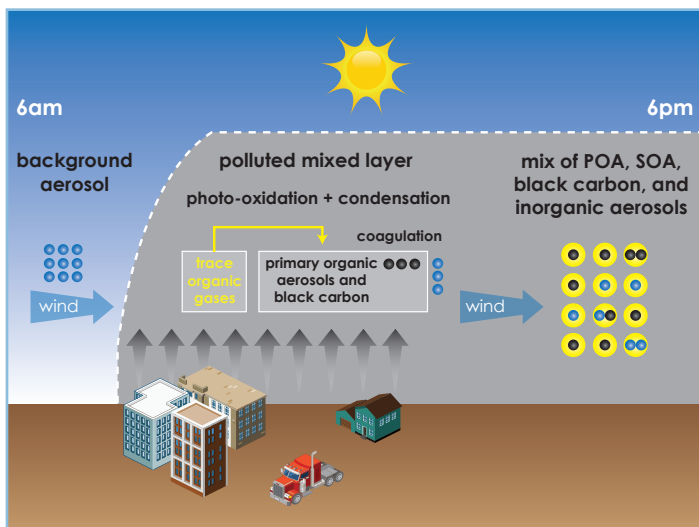 6am
6pm
background
aerosol
polluted mixed layer
mix of POA, SOA,
black carbon, and
inorganic aerosols
photo-oxidation + condensation
coagulation
trace
organic
gases
primary organic
aerosols and
black carbon
wind
wind